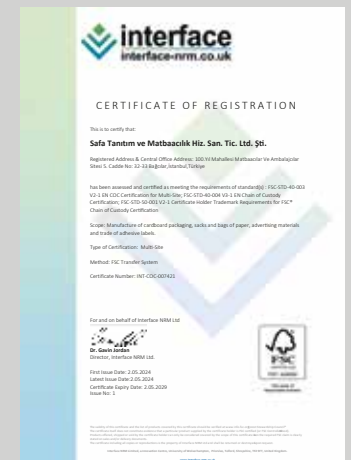 interface
interface-nrm.co.uk
CERTIFICATE OF REGISTRATION
This is to certify that:
Safa Tanıtım ve Matbaacılık Hiz. San. Tic. Ltd. Şti.
Registered Address & Central Office Address: 100.Yıl Mahallesi Matbaacılar Ve Ambalajcılar
Sitesi 5. Cadde No: 32-33 Bağcılar,İstanbul,Türkiye
has been assessed and certified as meeting the requirements of standard(s) : FSC-STD-40-003
V2-1 EN COC Certification for Multi-Site; FSC-STD-40-004 V3-1 EN Chain of Custody
Certification; FSC-STD-50-001 V2-1 Certificate Holder Trademark Requirements for FSC®
Chain of Custody Certification
Scope: Manufacture of cardboard packaging, sacks and bags of paper, advertising materials
and trade of adhesive labels.
Type of Certification: Multi-Site
Method: FSC Transfer System
Certificate Number: INT-COC-007421
For and on behalf of Interface NRM Ltd
Dr. Gavin Jordan
Director, Interface NRM Ltd.
FSC
First Issue Date: 2.05.2024
Latest Issue Date:2.05.2024
Certificate Expiry Date: 2.05.2029
Issue No: 1